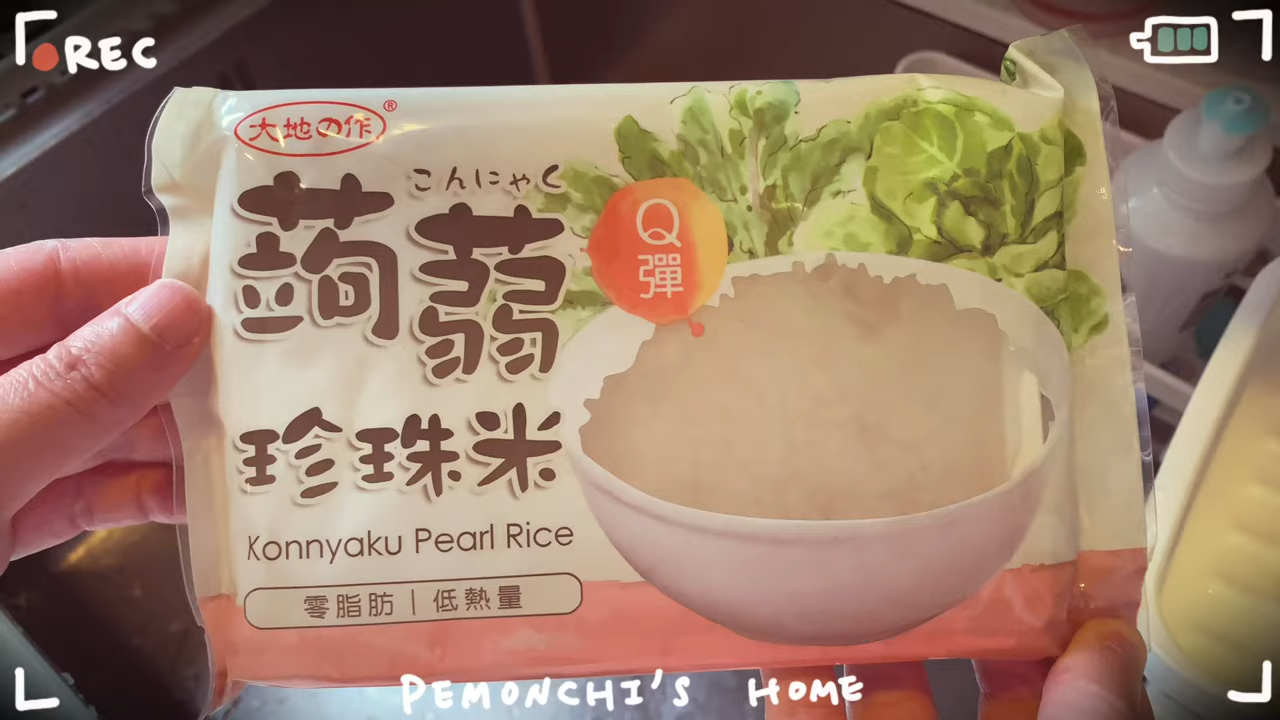 REC
大地の作®
こんにゃく
蒟蒻
Q彈
珍珠米
Konnyaku Pearl Rice
零脂肪 | 低熱量
PEMONCHI'S HOME